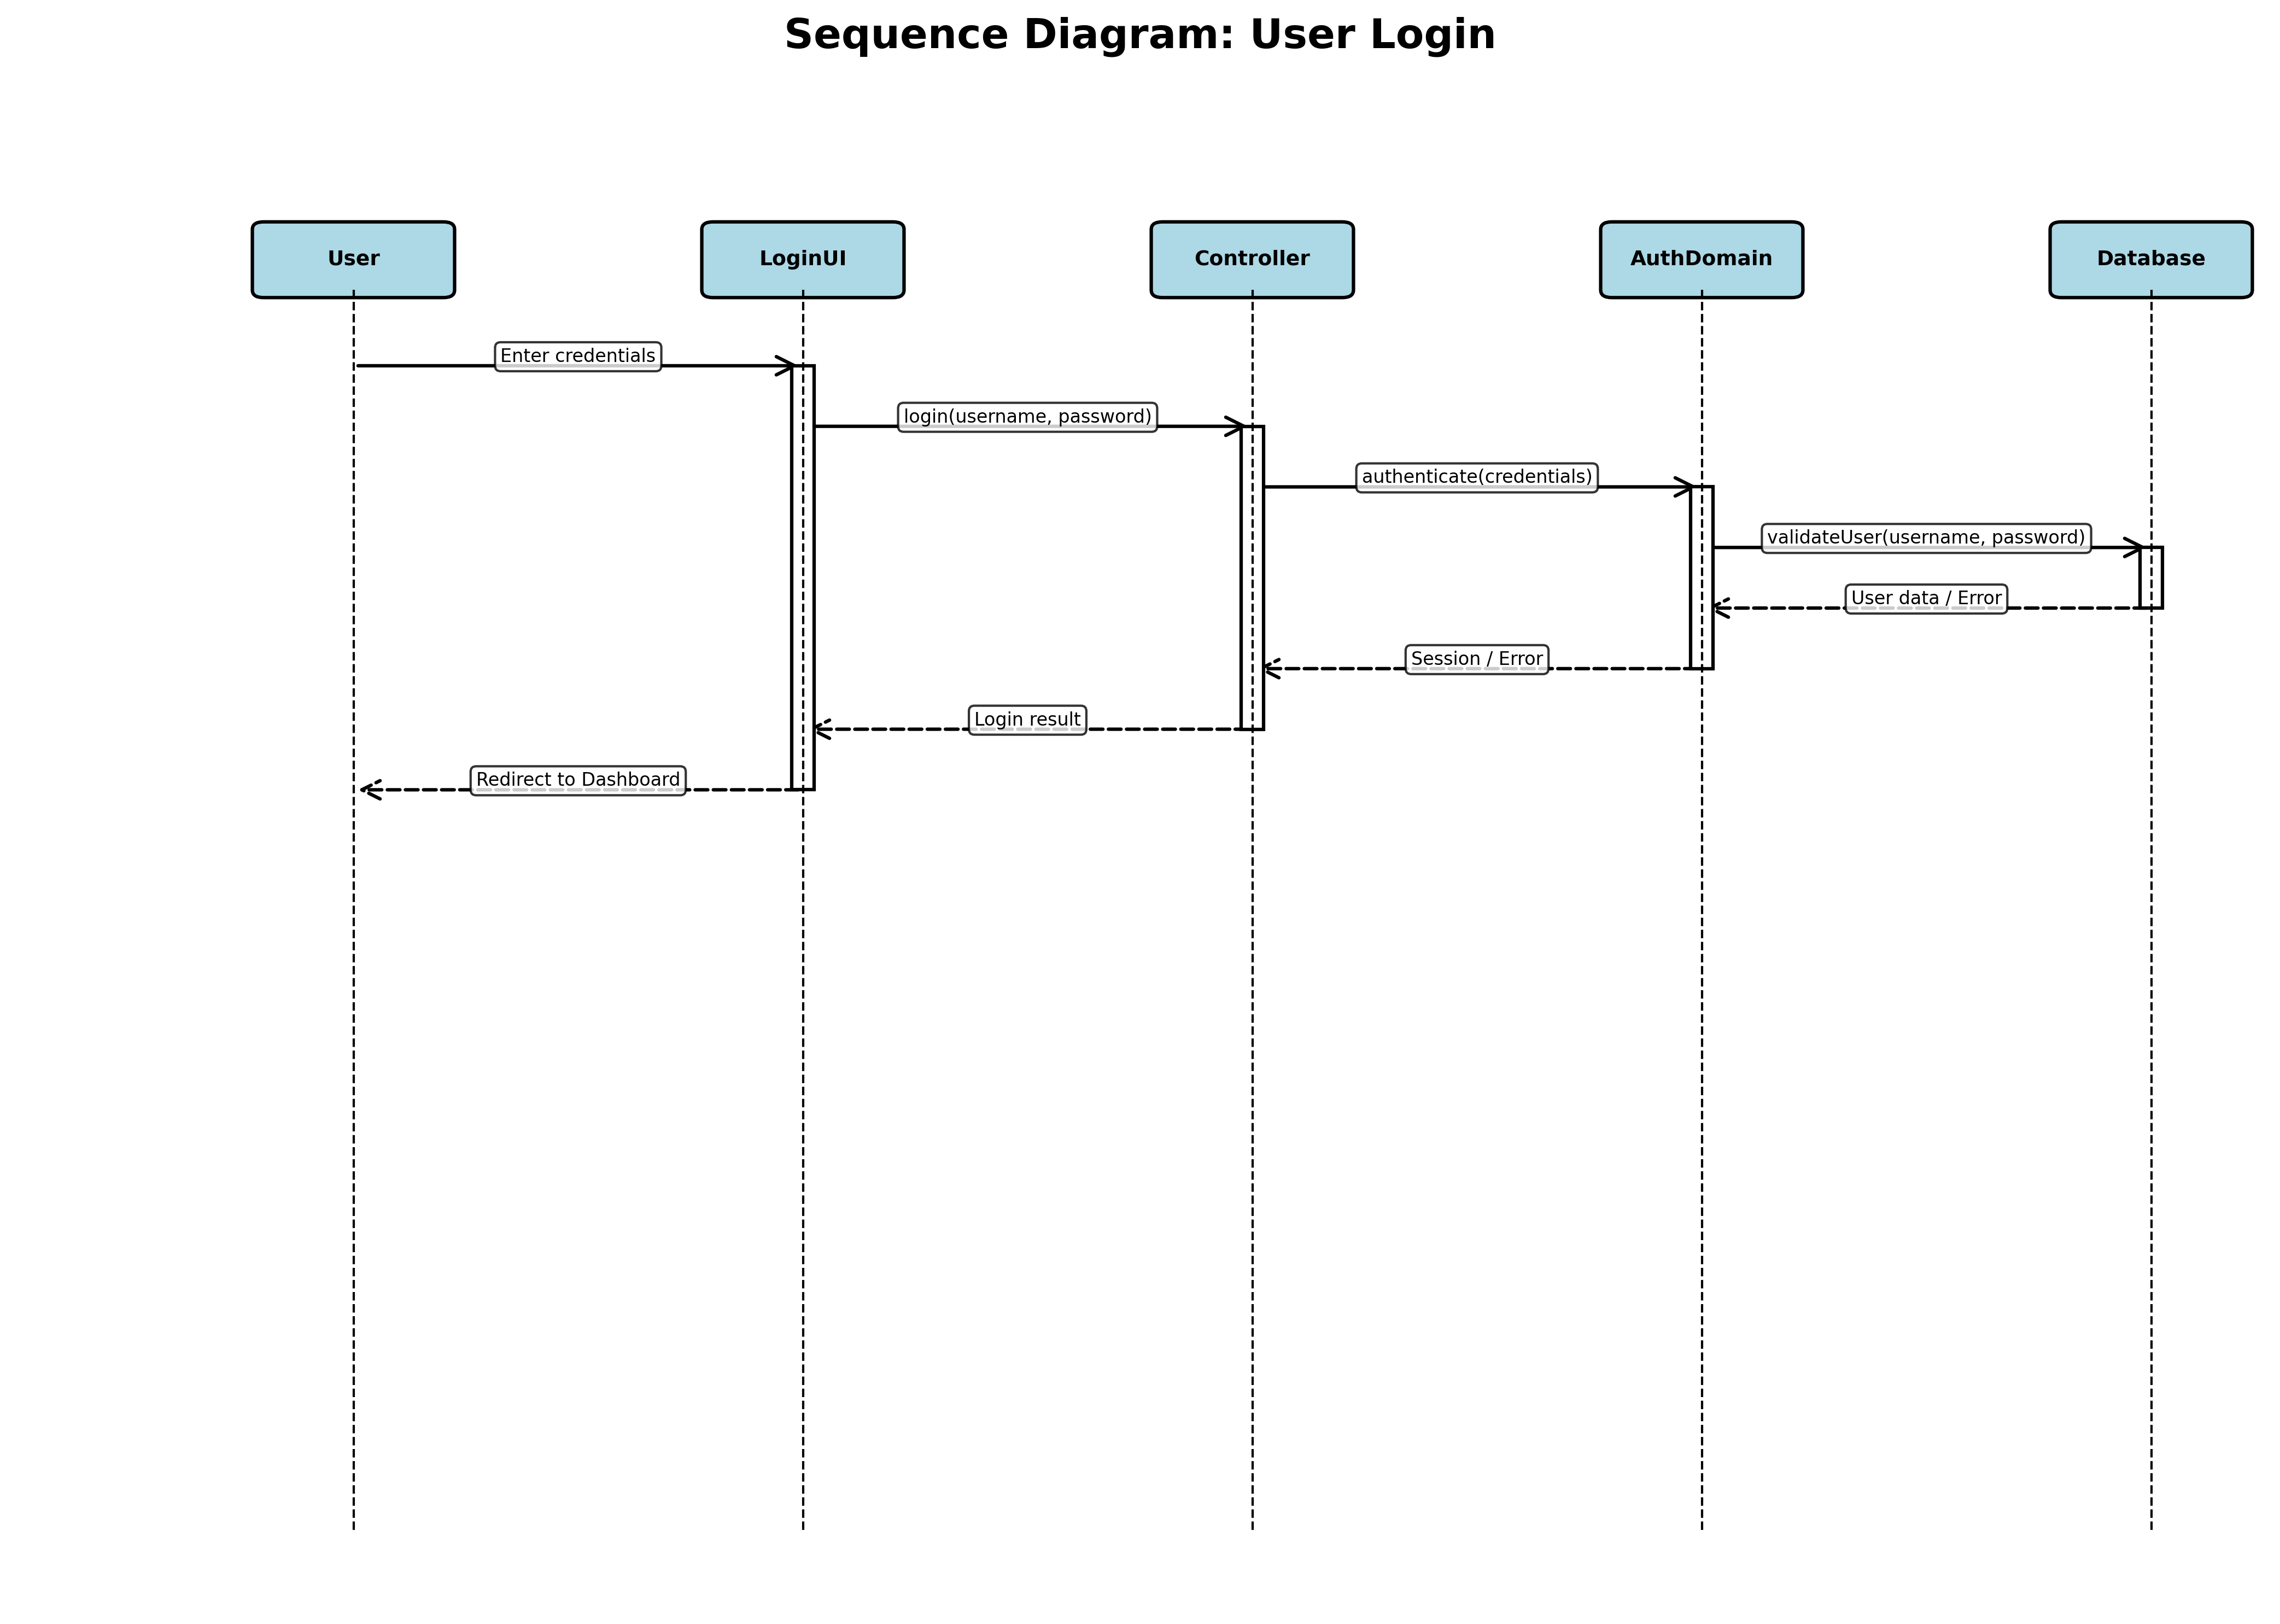 Sequence Diagram: User Login
User
LoginUI
Controller
AuthDomain
Database
Enter credentials
login(username, password)
authenticate(credentials)
validateUser(username, password)
User data / Error
Session / Error
Login result
Redirect to Dashboard